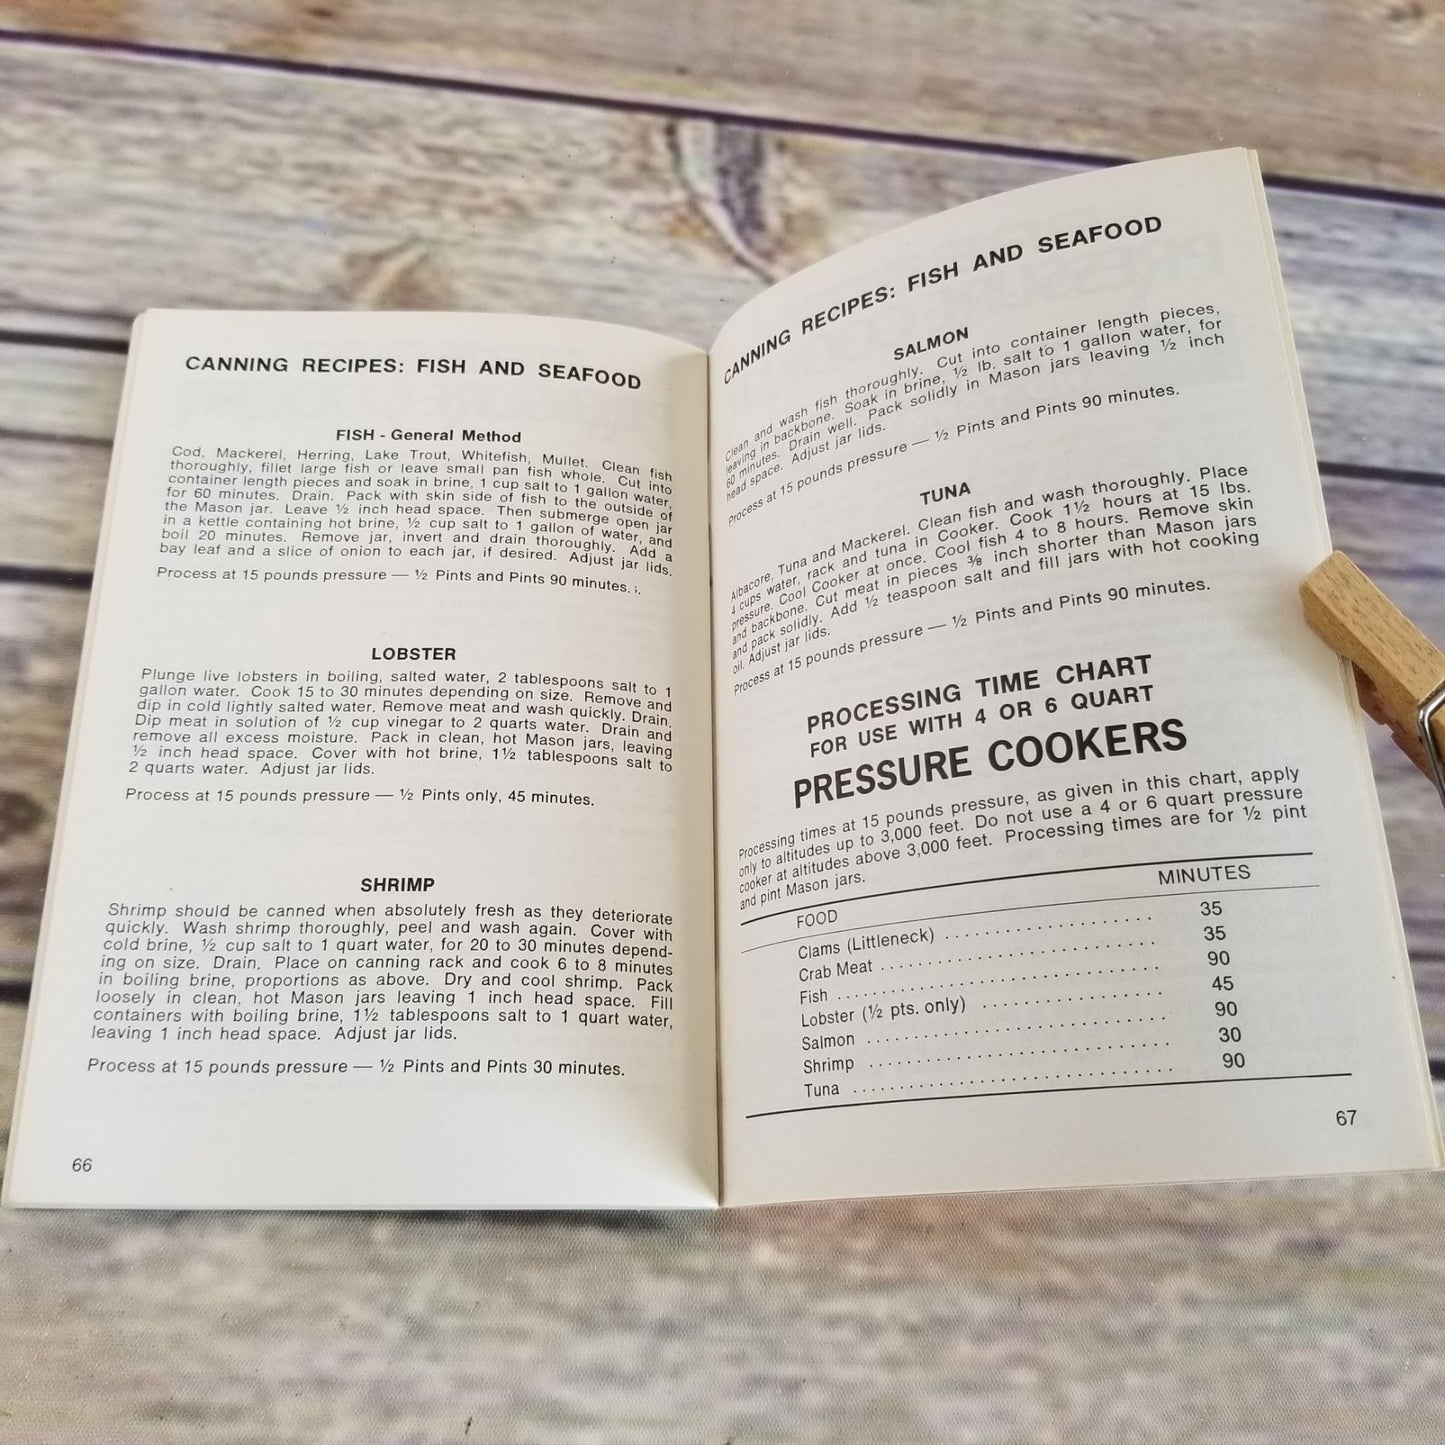 CANNING RECIPES: FISH AND SEAFOOD
FISH - General Method
Cod, Mackerel, Herring, Lake Trout, Whitefish, Mullet. Clean fish
thoroughly, fillet large fish or leave small pan fish whole. Cut into
container length pieces and soak in brine, 1 cup salt to 1 gallon water,
for 60 minutes. Drain. Pack with skin side of fish to the outside of
the Mason jar. Leave ½ inch head space. Then submerge open jar
in a kettle containing hot brine, ½ cup salt to 1 gallon of water, and
boil 20 minutes. Remove jar, invert and drain thoroughly. Add a
bay leaf and a slice of onion to each jar, if desired. Adjust jar lids.
Process at 15 pounds pressure — ½ Pints and Pints 90 minutes.
LOBSTER
Plunge live lobsters in boiling, salted water, 2 tablespoons salt to 1
gallon water. Cook 15 to 30 minutes depending on size. Remove and
dip in cold lightly salted water. Remove meat and wash quickly. Drain.
Dip meat in solution of ½ cup vinegar to 2 quarts water. Drain and
remove all excess moisture. Pack in clean, hot Mason jars, leaving
½ inch head space. Cover with hot brine, 1½ tablespoons salt to
2 quarts water. Adjust jar lids.
Process at 15 pounds pressure — ½ Pints only, 45 minutes.
SHRIMP
Shrimp should be canned when absolutely fresh as they deteriorate
quickly. Wash shrimp thoroughly, peel and wash again. Cover with
cold brine, ½ cup salt to 1 quart water, for 20 to 30 minutes depend-
ing on size. Drain. Place on canning rack and cook 6 to 8 minutes
in boiling brine, proportions as above. Dry and cool shrimp. Pack
loosely in clean, hot Mason jars leaving 1 inch head space. Fill
containers with boiling brine, 1½ tablespoons salt to 1 quart water,
leaving 1 inch head space. Adjust jar lids.
Process at 15 pounds pressure — ½ Pints and Pints 30 minutes.
66
CANNING RECIPES: FISH AND SEAFOOD
SALMON
Clean and wash fish thoroughly. Cut into container length pieces,
leaving in backbone. Soak in brine, ½ lb. salt to 1 gallon water, for
60 minutes. Drain well. Pack solidly in Mason jars leaving ½ inch
head space. Adjust jar lids.
Process at 15 pounds pressure — ½ Pints and Pints 90 minutes.
TUNA
Albacore, Tuna and Mackerel. Clean fish and wash thoroughly. Place
4 cups water, rack and tuna in Cooker. Cook 1½ hours at 15 lbs.
pressure. Cool Cooker at once. Cool fish 4 to 8 hours. Remove skin
and backbone. Cut meat in pieces ⅜ inch shorter than Mason jars
and pack solidly. Add ½ teaspoon salt and fill jars with hot cooking
oil. Adjust jar lids.
Process at 15 pounds pressure — ½ Pints and Pints 90 minutes.
PROCESSING TIME CHART
FOR USE WITH 4 OR 6 QUART
PRESSURE COOKERS
Processing times at 15 pounds pressure, as given in this chart, apply
only to altitudes up to 3,000 feet. Do not use a 4 or 6 quart pressure
cooker at altitudes above 3,000 feet. Processing times are for ½ pint
and pint Mason jars.
FOOD MINUTES
Clams (Littleneck) . . . . . . . . . . . . . . . . . . 35
Crab Meat . . . . . . . . . . . . . . . . . . . . . . . 35
Fish . . . . . . . . . . . . . . . . . . . . . . . . . . . 90
Lobster (½ pts. only) . . . . . . . . . . . . . . . 45
Salmon . . . . . . . . . . . . . . . . . . . . . . . . . 90
Shrimp . . . . . . . . . . . . . . . . . . . . . . . . . 30
Tuna . . . . . . . . . . . . . . . . . . . . . . . . . . . 90
67